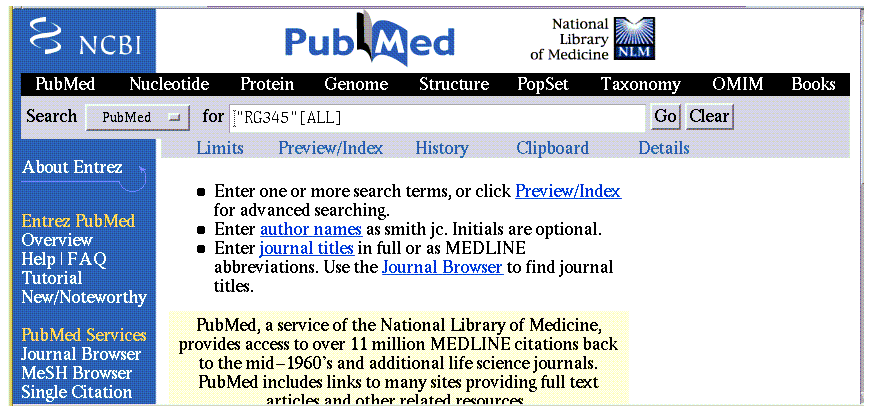 NCBI
PubMed
National
Library
of Medicine NLM
PubMed Nucleotide Protein Genome Structure PopSet Taxonomy OMIM Books
Search PubMed for "RG345"[ALL] Go Clear
Limits Preview/Index History Clipboard Details
About Entrez
Entrez PubMed
Overview
Help | FAQ
Tutorial
New/Noteworthy
PubMed Services
Journal Browser
MeSH Browser
Single Citation
• Enter one or more search terms, or click Preview/Index
for advanced searching.
• Enter author names as smith jc. Initials are optional.
• Enter journal titles in full or as MEDLINE
abbreviations. Use the Journal Browser to find journal
titles.
PubMed, a service of the National Library of Medicine,
provides access to over 11 million MEDLINE citations back
to the mid-1960's and additional life science journals.
PubMed includes links to many sites providing full text
articles and other related resources.